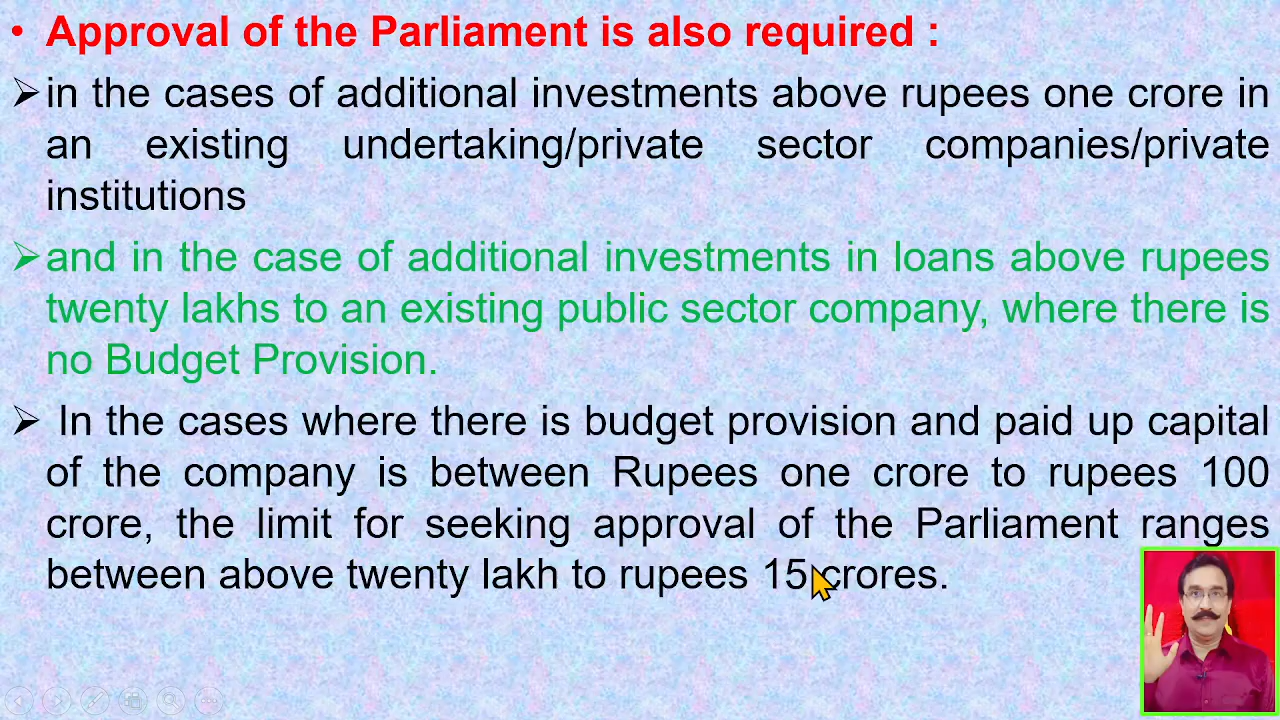 • Approval of the Parliament is also required :
➢in the cases of additional investments above rupees one crore in
an existing undertaking/private sector companies/private
institutions
➢and in the case of additional investments in loans above rupees
twenty lakhs to an existing public sector company, where there is
no Budget Provision.
➢ In the cases where there is budget provision and paid up capital
of the company is between Rupees one crore to rupees 100
crore, the limit for seeking approval of the Parliament ranges
between above twenty lakh to rupees 15 crores.